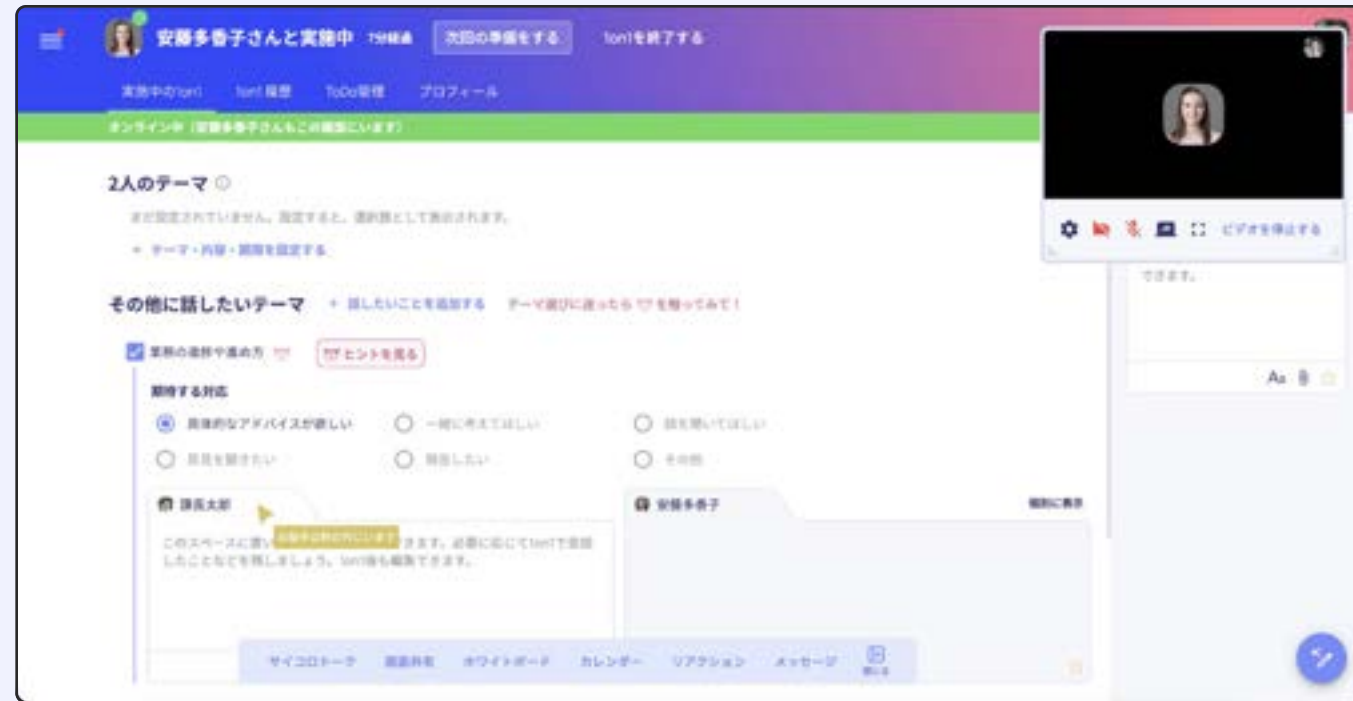 安藤多香子さんと実施中 7分経過 次回の準備をする 1on1を終了する
実施中の1on1 1on1履歴 ToDo管理 プロフィール
オンライン中（安藤多香子さんもこの画面にいます）
2人のテーマ
まだ設定されていません。設定すると、選択肢として表示されます。
+ テーマ・内容・期間を設定する
ビデオを停止する
できます。
その他に話したいテーマ + 話したいことを追加する テーマ選びに迷ったら を触ってみて！
業務の進捗や進め方 ヒントを見る
期待する対応
具体的なアドバイスが欲しい 一緒に考えてほしい 話を聞いてほしい
意見を聞きたい 報告したい その他
Aa
課長太郎 安藤多香子 個別に表示
このスペースに書い きます。必要に応じて1on1で会話
したことなどを残しましょう。1on1後も編集できます。
サイコロトーク 画面共有 ホワイトボード カレンダー リアクション メッセージ 閉じる